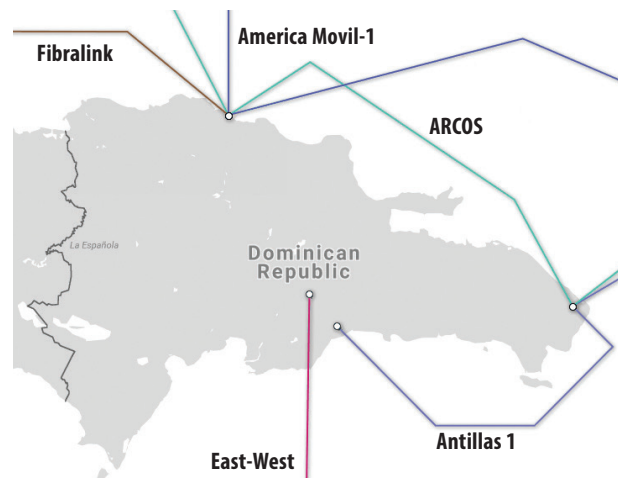 America Movil-1
Fibralink
ARCOS
La Española
Dominican
Republic
Antillas 1
East-West